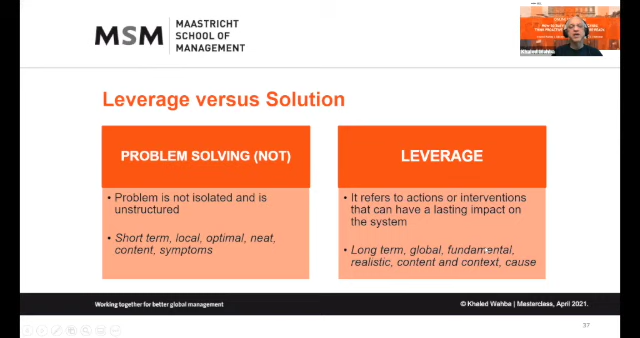 MSM
MAASTRICHT
SCHOOL OF
MANAGEMENT
Khaled Wahba
Leverage versus Solution
PROBLEM SOLVING (NOT)
• Problem is not isolated and is
unstructured
• Short term, local, optimal, neat,
content, symptoms
LEVERAGE
• It refers to actions or interventions
that can have a lasting impact on
the system
• Long term, global, fundamental,
realistic, content and context, cause
Working together for better global management
© Khaled Wahba | Masterclass, April 2021.
37